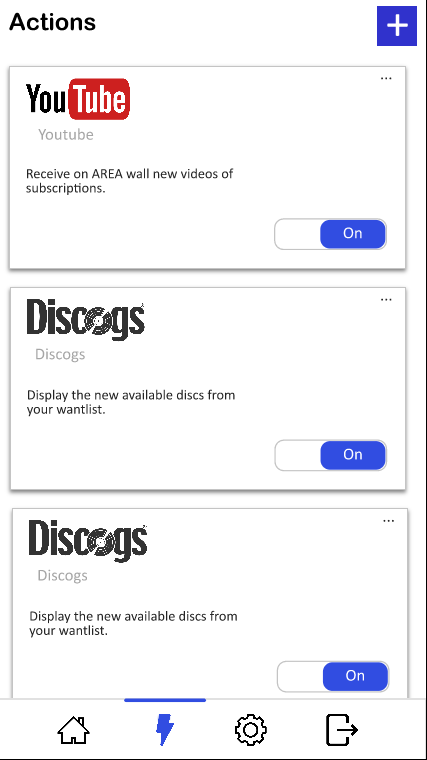 Actions
+
...
YouTube
Youtube
Receive on AREA wall new videos of
subscriptions.
On
...
Discogs
Discogs
Display the new available discs from
your wantlist.
On
...
Discogs
Discogs
Display the new available discs from
your wantlist.
On